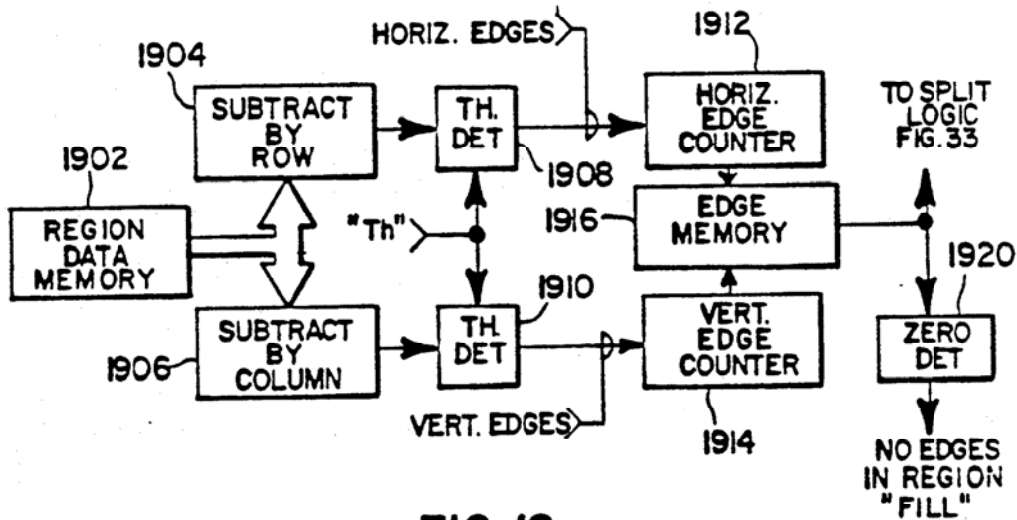 HORIZ. EDGES
1912
1904
SUBTRACT
BY
ROW
TH.
DET
1908
HORIZ.
EDGE
COUNTER
TO SPLIT
LOGIC
FIG. 33
1902
REGION
DATA
MEMORY
"Th"
1916
EDGE
MEMORY
1920
1906
SUBTRACT
BY
COLUMN
1910
TH.
DET
VERT.
EDGE
COUNTER
ZERO
DET
VERT. EDGES
1914
NO EDGES
IN REGION
"FILL"